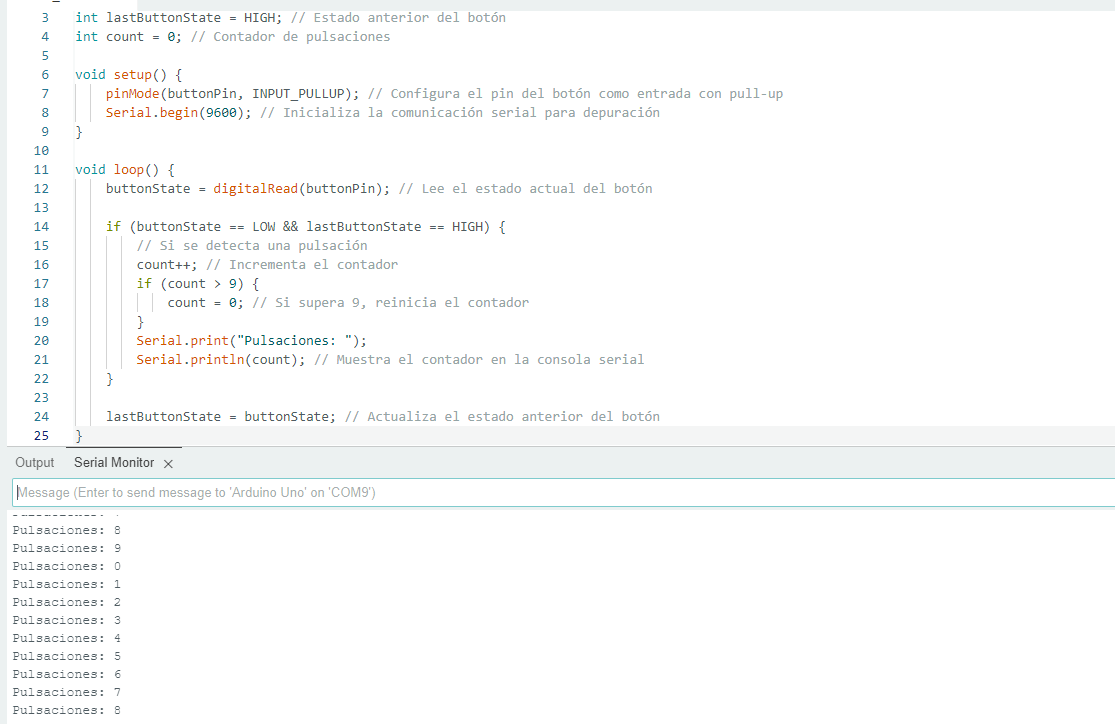 3 int lastButtonState = HIGH; // Estado anterior del botón
4 int count = 0; // Contador de pulsaciones
5
6 void setup() {
7 pinMode(buttonPin, INPUT_PULLUP); // Configura el pin del botón como entrada con pull-up
8 Serial.begin(9600); // Inicializa la comunicación serial para depuración
9 }
10
11 void loop() {
12 buttonState = digitalRead(buttonPin); // Lee el estado actual del botón
13
14 if (buttonState == LOW && lastButtonState == HIGH) {
15 // Si se detecta una pulsación
16 count++; // Incrementa el contador
17 if (count > 9) {
18 count = 0; // Si supera 9, reinicia el contador
19 }
20 Serial.print("Pulsaciones: ");
21 Serial.println(count); // Muestra el contador en la consola serial
22 }
23
24 lastButtonState = buttonState; // Actualiza el estado anterior del botón
25 }
Output Serial Monitor ×
Message (Enter to send message to 'Arduino Uno' on 'COM9')
Pulsaciones: 8
Pulsaciones: 9
Pulsaciones: 0
Pulsaciones: 1
Pulsaciones: 2
Pulsaciones: 3
Pulsaciones: 4
Pulsaciones: 5
Pulsaciones: 6
Pulsaciones: 7
Pulsaciones: 8